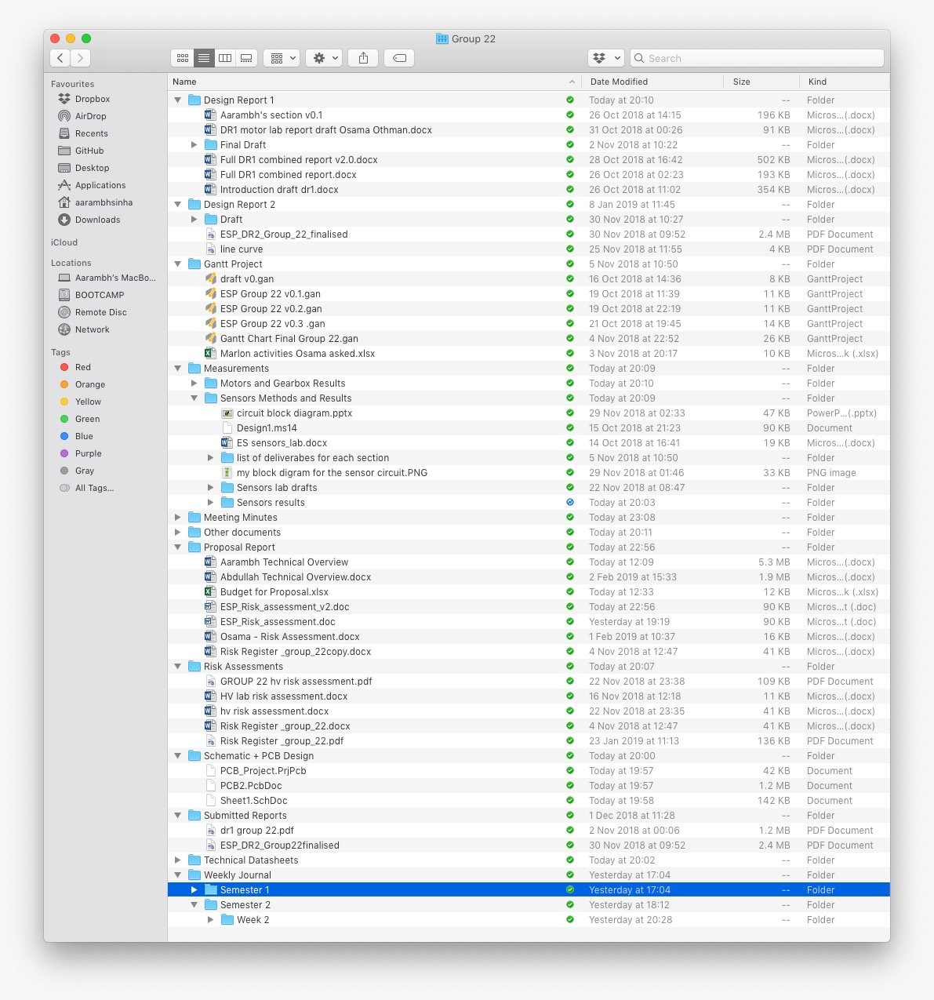 Group 22
Search
Favourites
Dropbox
AirDrop
Recents
GitHub
Desktop
Applications
aarambhsinha
Downloads
iCloud
Locations
Aarambh's MacBo...
BOOTCAMP
Remote Disc
Network
Tags
Red
Orange
Yellow
Green
Blue
Purple
Gray
All Tags...
Name Date Modified Size Kind
Design Report 1 Today at 20:10 -- Folder
Aarambh's section v0.1 26 Oct 2018 at 14:15 196 KB Micros...(.docx)
DR1 motor lab report draft Osama Othman.docx 31 Oct 2018 at 00:26 91 KB Micros...(.docx)
Final Draft 2 Nov 2018 at 10:22 -- Folder
Full DR1 combined report v2.0.docx 28 Oct 2018 at 16:42 502 KB Micros...(.docx)
Full DR1 combined report.docx 26 Oct 2018 at 02:23 193 KB Micros...(.docx)
Introduction draft dr1.docx 26 Oct 2018 at 11:02 354 KB Micros...(.docx)
Design Report 2 8 Jan 2019 at 11:45 -- Folder
Draft 30 Nov 2018 at 10:27 -- Folder
ESP_DR2_Group_22_finalised 30 Nov 2018 at 09:52 2.4 MB PDF Document
line curve 25 Nov 2018 at 11:55 4 KB PDF Document
Gantt Project 5 Nov 2018 at 10:50 -- Folder
draft v0.gan 16 Oct 2018 at 14:36 8 KB GanttProject
ESP Group 22 v0.1.gan 19 Oct 2018 at 11:39 11 KB GanttProject
ESP Group 22 v0.2.gan 19 Oct 2018 at 22:19 11 KB GanttProject
ESP Group 22 v0.3 .gan 21 Oct 2018 at 19:45 14 KB GanttProject
Gantt Chart Final Group 22.gan 4 Nov 2018 at 22:52 26 KB GanttProject
Marlon activities Osama asked.xlsx 3 Nov 2018 at 20:17 10 KB Micros...k (.xlsx)
Measurements Today at 20:09 -- Folder
Motors and Gearbox Results Today at 20:10 -- Folder
Sensors Methods and Results Today at 20:09 -- Folder
circuit block diagram.pptx 29 Nov 2018 at 02:33 47 KB PowerP...(.pptx)
Design1.ms14 15 Oct 2018 at 21:23 90 KB Document
ES sensors_lab.docx 14 Oct 2018 at 16:41 19 KB Micros...(.docx)
list of deliverabes for each section 5 Nov 2018 at 10:50 -- Folder
my block digram for the sensor circuit.PNG 29 Nov 2018 at 01:46 33 KB PNG image
Sensors lab drafts 22 Nov 2018 at 08:47 -- Folder
Sensors results Today at 20:03 -- Folder
Meeting Minutes Today at 23:08 -- Folder
Other documents Today at 20:11 -- Folder
Proposal Report Today at 22:56 -- Folder
Aarambh Technical Overview Today at 12:09 5.3 MB Micros...(.docx)
Abdullah Technical Overview.docx 2 Feb 2019 at 15:33 1.9 MB Micros...(.docx)
Budget for Proposal.xlsx Today at 12:33 12 KB Micros...k (.xlsx)
ESP_Risk_assessment_v2.doc Today at 22:56 90 KB Micros...t (.doc)
ESP_Risk_assessment.doc Yesterday at 19:19 90 KB Micros...t (.doc)
Osama - Risk Assessment.docx 1 Feb 2019 at 10:37 16 KB Micros...(.docx)
Risk Register _group_22copy.docx 4 Nov 2018 at 12:47 41 KB Micros...(.docx)
Risk Assessments Today at 20:07 -- Folder
GROUP 22 hv risk assessment.pdf 22 Nov 2018 at 23:38 109 KB PDF Document
HV lab risk assessment.docx 16 Nov 2018 at 12:18 11 KB Micros...(.docx)
hv risk assessment.docx 22 Nov 2018 at 23:35 41 KB Micros...(.docx)
Risk Register _group_22.docx 4 Nov 2018 at 12:47 41 KB Micros...(.docx)
Risk Register _group_22.pdf 23 Jan 2019 at 11:13 136 KB PDF Document
Schematic + PCB Design Today at 20:00 -- Folder
PCB_Project.PrjPcb Today at 19:57 42 KB Document
PCB2.PcbDoc Today at 19:57 1.2 MB Document
Sheet1.SchDoc Today at 19:58 142 KB Document
Submitted Reports 1 Dec 2018 at 11:28 -- Folder
dr1 group 22.pdf 2 Nov 2018 at 00:06 1.2 MB PDF Document
ESP_DR2_Group22finalised 30 Nov 2018 at 09:52 2.4 MB PDF Document
Technical Datasheets Today at 20:02 -- Folder
Weekly Journal Yesterday at 17:04 -- Folder
Semester 1 Yesterday at 17:04 -- Folder
Semester 2 Yesterday at 18:12 -- Folder
Week 2 Yesterday at 20:28 -- Folder